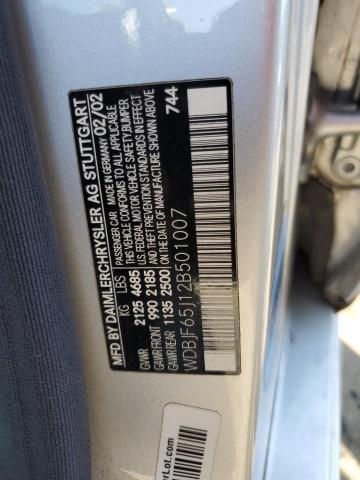 MFD BY DAIMLERCHRYSLER AG STUTTGART
PASSENGER CAR MADE IN GERMANY 02/02
KG LBS THIS VEHICLE CONFORMS TO ALL APPLICABLE
GVWR 2125 4685 U.S. FEDERAL MOTOR VEHICLE SAFETY, BUMPER
GAWR FRONT 990 2185 AND THEFT PREVENTION STANDARDS IN EFFECT
GAWR REAR 1135 2500 ON THE DATE OF MANUFACTURE SHOWN ABOVE
WDBJF65J12B501007 744
erLot.com